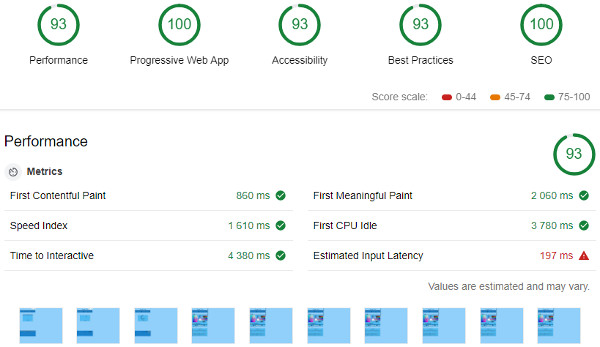 93 100 93 93 100
Performance Progressive Web App Accessibility Best Practices SEO
Score scale: 0-44 45-74 75-100
Performance 93
Metrics
First Contentful Paint 860 ms First Meaningful Paint 2 060 ms
Speed Index 1 610 ms First CPU Idle 3 780 ms
Time to Interactive 4 380 ms Estimated Input Latency 197 ms
Values are estimated and may vary.